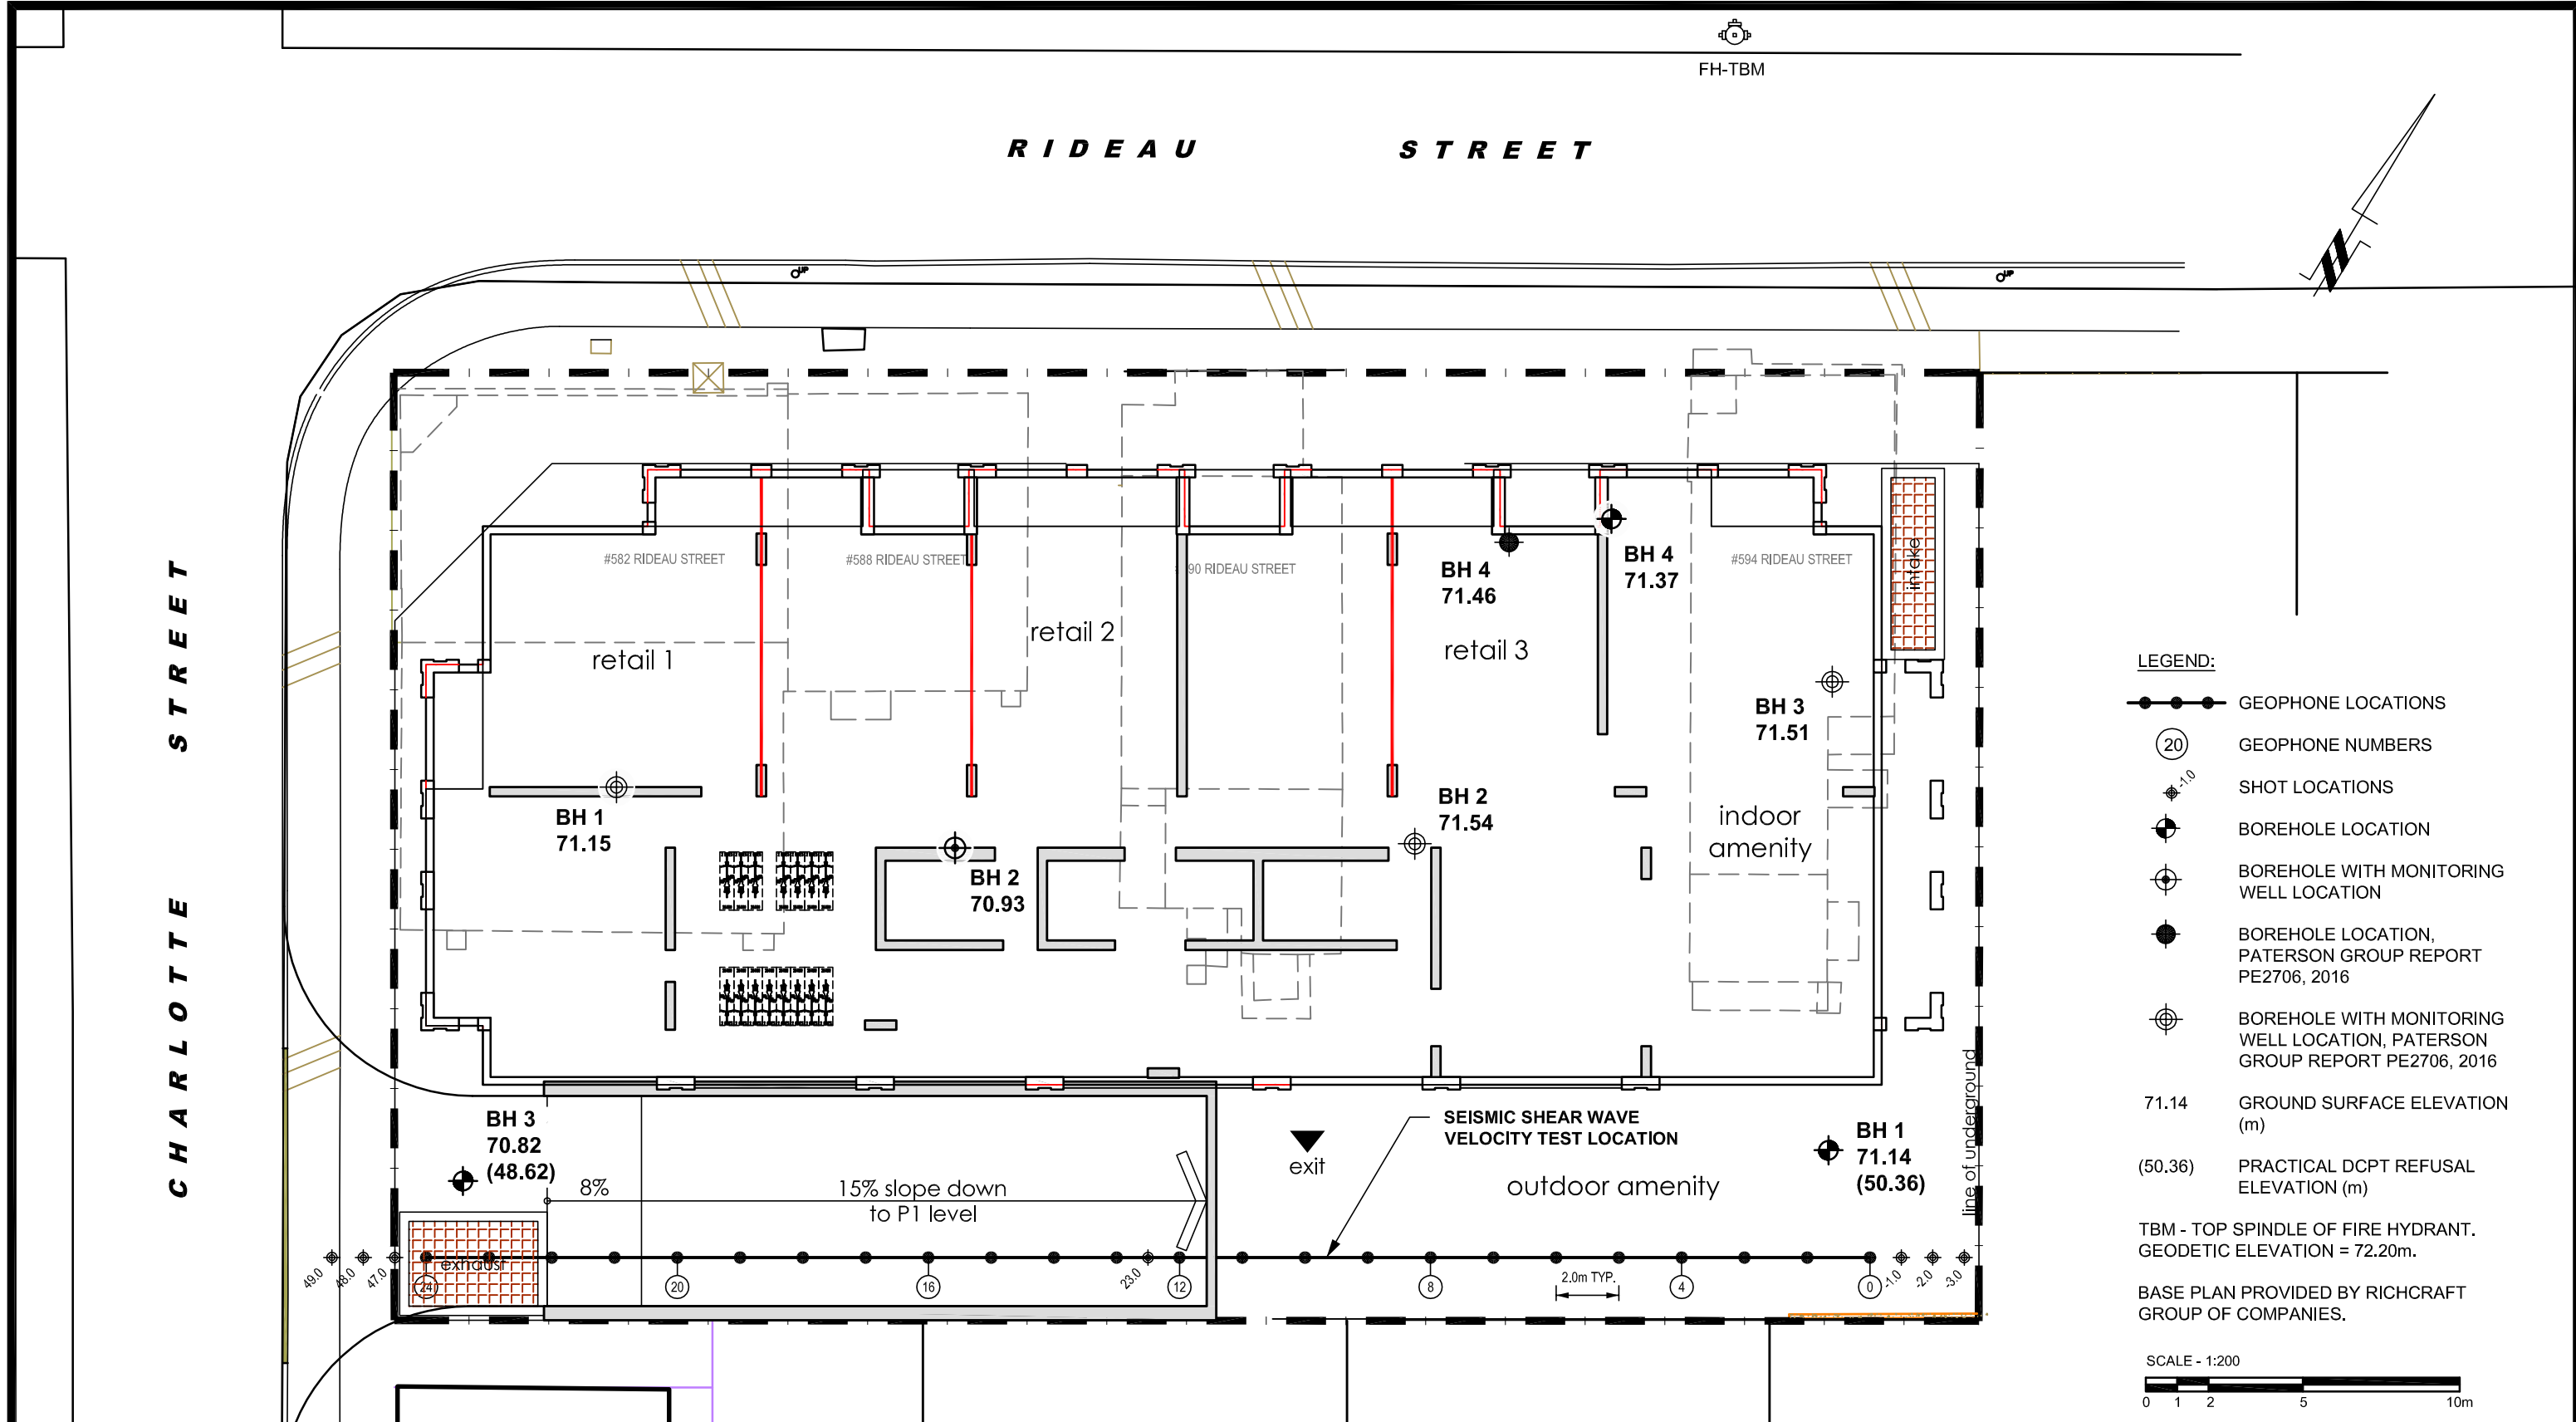 FH-TBM
RIDEAU STREET
UP
UP
CHARLOTTE STREET
#582 RIDEAU STREET
#588 RIDEAU STREET
90 RIDEAU STREET
#594 RIDEAU STREET
intake
BH 4
71.46
BH 4
71.37
retail 1
retail 2
retail 3
BH 3
71.51
BH 1
71.15
BH 2
70.93
BH 2
71.54
indoor
amenity
line of underground
BH 3
70.82
(48.62)
8%
15% slope down
to P1 level
exit
SEISMIC SHEAR WAVE
VELOCITY TEST LOCATION
outdoor amenity
BH 1
71.14
(50.36)
exhaust
49.0
48.0
47.0
24
20
16
23.0
12
8
2.0m TYP.
4
0
-1.0
-2.0
-3.0
LEGEND:
GEOPHONE LOCATIONS
20
GEOPHONE NUMBERS
-1.0
SHOT LOCATIONS
BOREHOLE LOCATION
BOREHOLE WITH MONITORING
WELL LOCATION
BOREHOLE LOCATION,
PATERSON GROUP REPORT
PE2706, 2016
BOREHOLE WITH MONITORING
WELL LOCATION, PATERSON
GROUP REPORT PE2706, 2016
71.14 GROUND SURFACE ELEVATION
(m)
(50.36) PRACTICAL DCPT REFUSAL
ELEVATION (m)
TBM - TOP SPINDLE OF FIRE HYDRANT.
GEODETIC ELEVATION = 72.20m.
BASE PLAN PROVIDED BY RICHCRAFT
GROUP OF COMPANIES.
SCALE - 1:200
0 1 2 5 10m